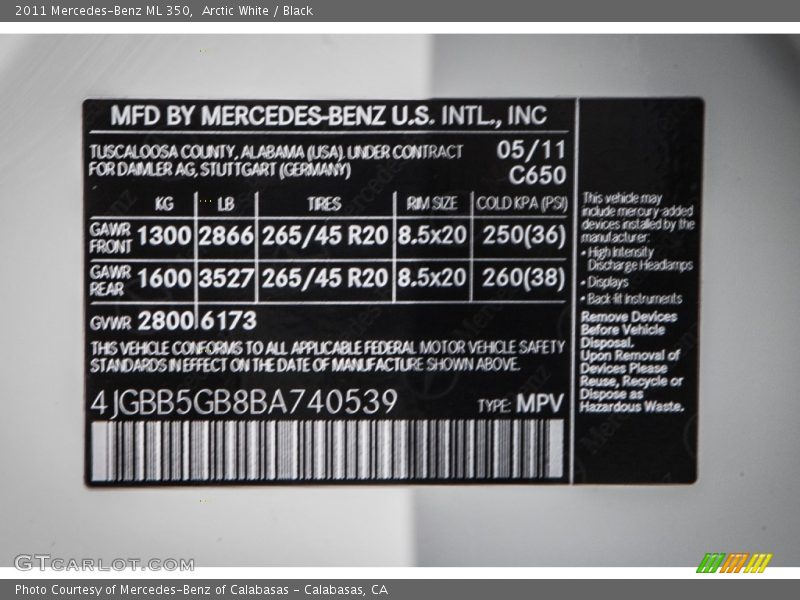 2011 Mercedes-Benz ML 350, Arctic White / Black
MFD BY MERCEDES-BENZ U.S. INTL., INC
TUSCALOOSA COUNTY, ALABAMA (USA). UNDER CONTRACT 05/11
FOR DAIMLER AG, STUTTGART (GERMANY) C650
KG LB TIRES RIM SIZE COLD KPA (PSI)
GAWR FRONT 1300 2866 265/45 R20 8.5x20 250(36)
GAWR REAR 1600 3527 265/45 R20 8.5x20 260(38)
GVWR 2800 6173
THIS VEHICLE CONFORMS TO ALL APPLICABLE FEDERAL MOTOR VEHICLE SAFETY
STANDARDS IN EFFECT ON THE DATE OF MANUFACTURE SHOWN ABOVE.
4JGBB5GB8BA740539 TYPE: MPV
This vehicle may
include mercury-added
devices installed by the
manufacturer:
• High Intensity
Discharge Headlamps
• Displays
• Back-lit Instruments
Remove Devices
Before Vehicle
Disposal.
Upon Removal of
Devices Please
Reuse, Recycle or
Dispose as
Hazardous Waste.
GTCARLOT.COM
Photo Courtesy of Mercedes-Benz of Calabasas - Calabasas, CA